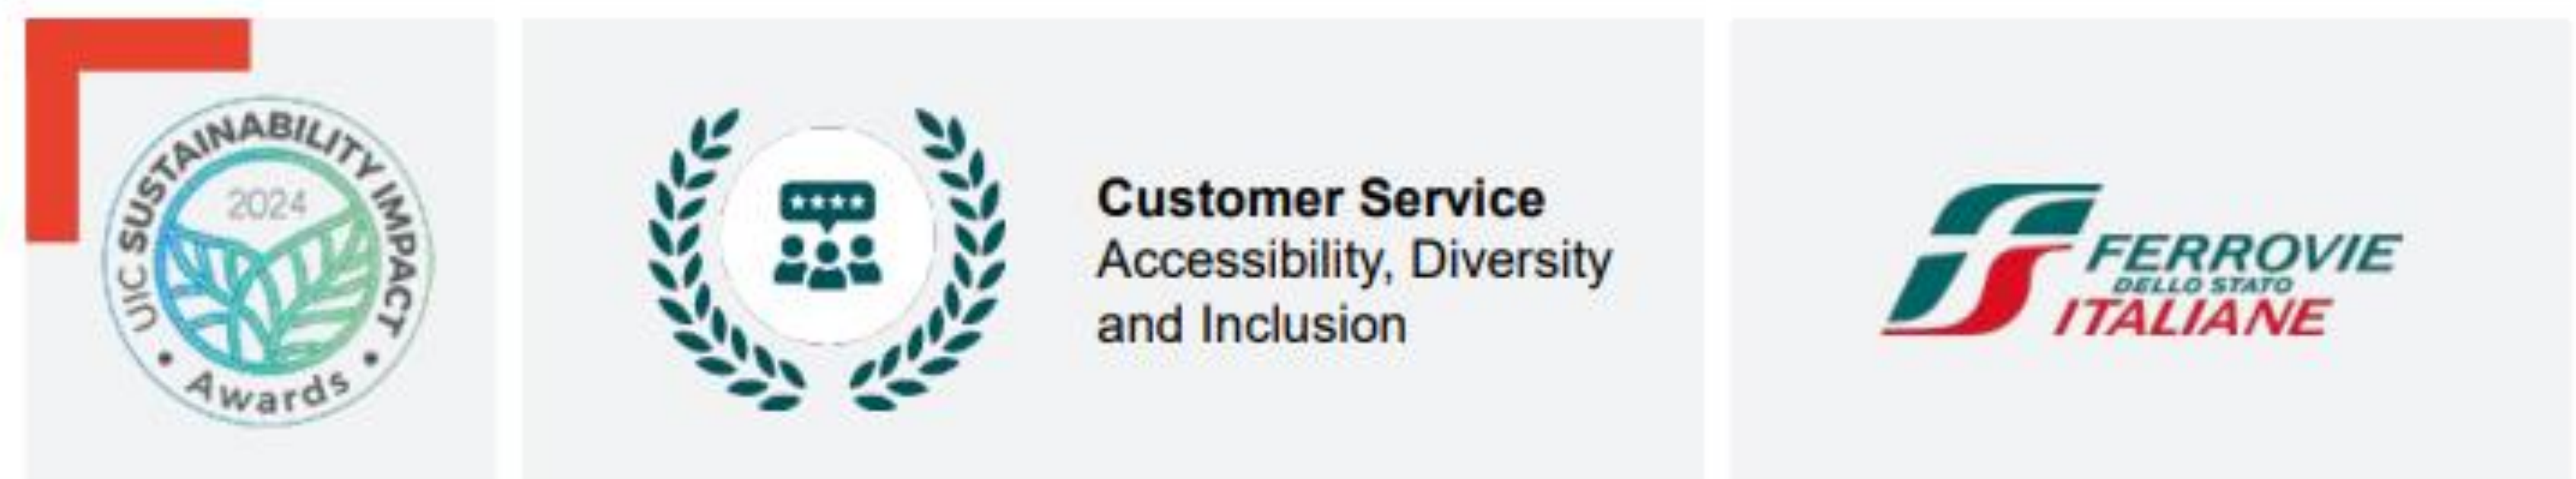 UIC SUSTAINABILITY IMPACT
2024
Awards
Customer Service
Accessibility, Diversity
and Inclusion
FERROVIE
DELLO STATO
ITALIANE